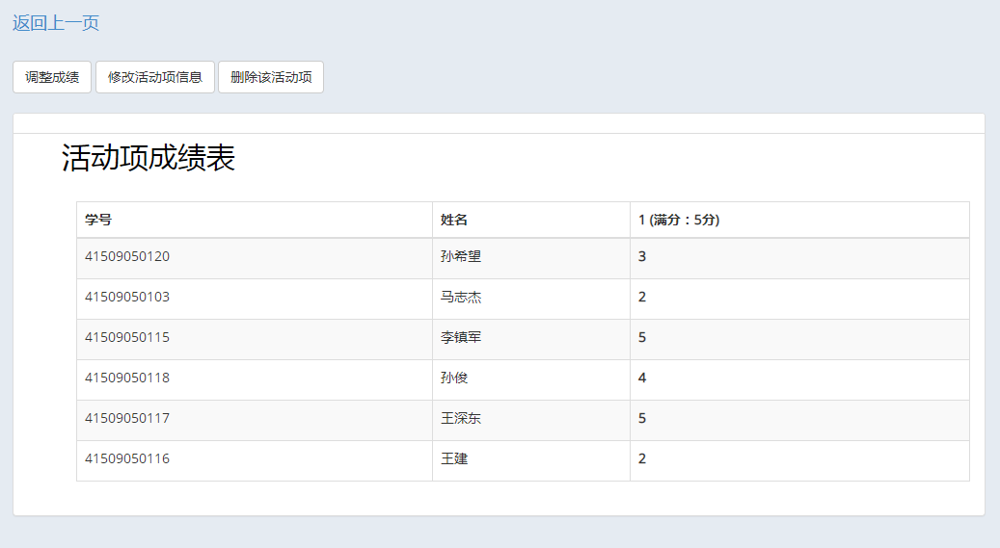 返回上一页
调整成绩 修改活动项信息 删除该活动项
活动项成绩表
学号 姓名 1 (满分：5分)
41509050120 孙希望 3
41509050103 马志杰 2
41509050115 李镇军 5
41509050118 孙俊 4
41509050117 王深东 5
41509050116 王建 2